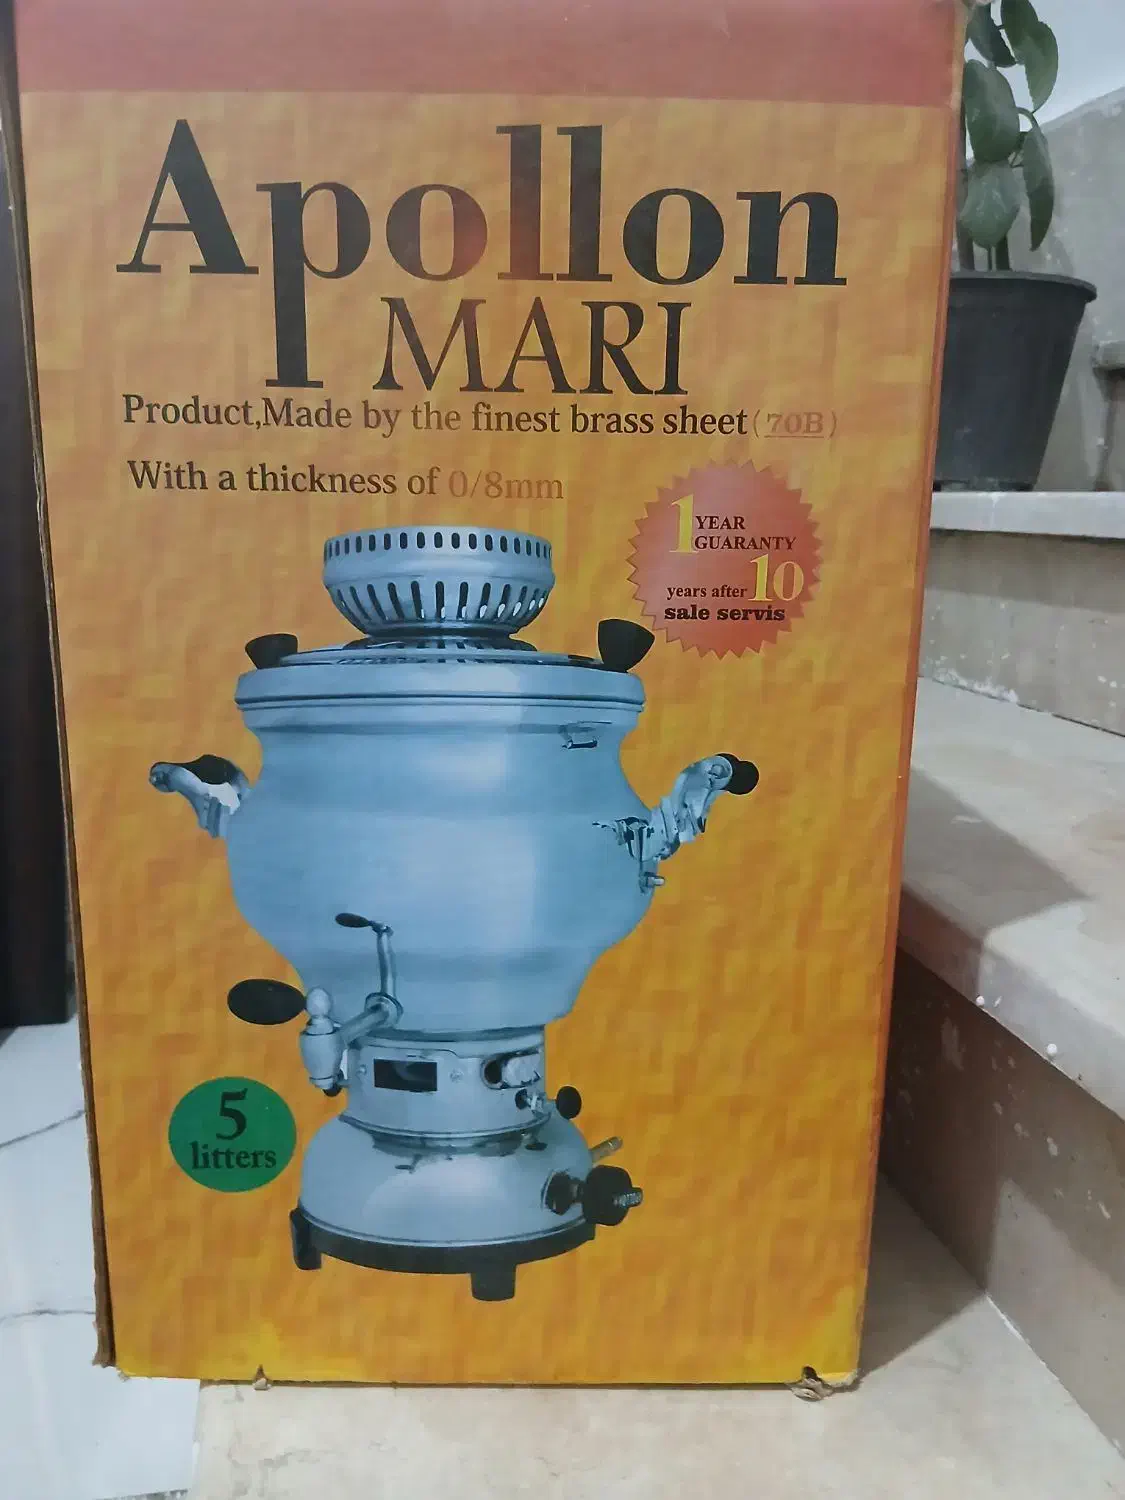 Apollon
MARI
Product,Made by the finest brass sheet(70B)
With a thickness of 0/8mm
1 YEAR
GUARANTY
years after 10
sale servis
5
litters